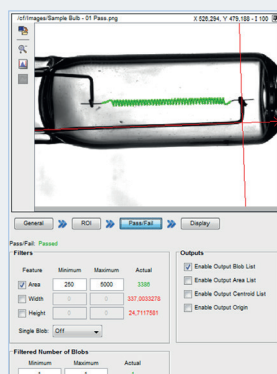 /cf/Images/Sample Bulb - 01 Pass.png X 526,294, Y 479,188 - I 100
General ROI Pass/Fail Display
Pass/Fail: Passed
Filters
Feature Minimum Maximum Actual
Area 250 5000 3386
Width 0 0 337,0033278
Height 0 0 24,7117581
Single Blob: Off
Outputs
Enable Output Blob List
Enable Output Area List
Enable Output Centroid List
Enable Output Origin
Filtered Number of Blobs
Minimum Maximum Actual